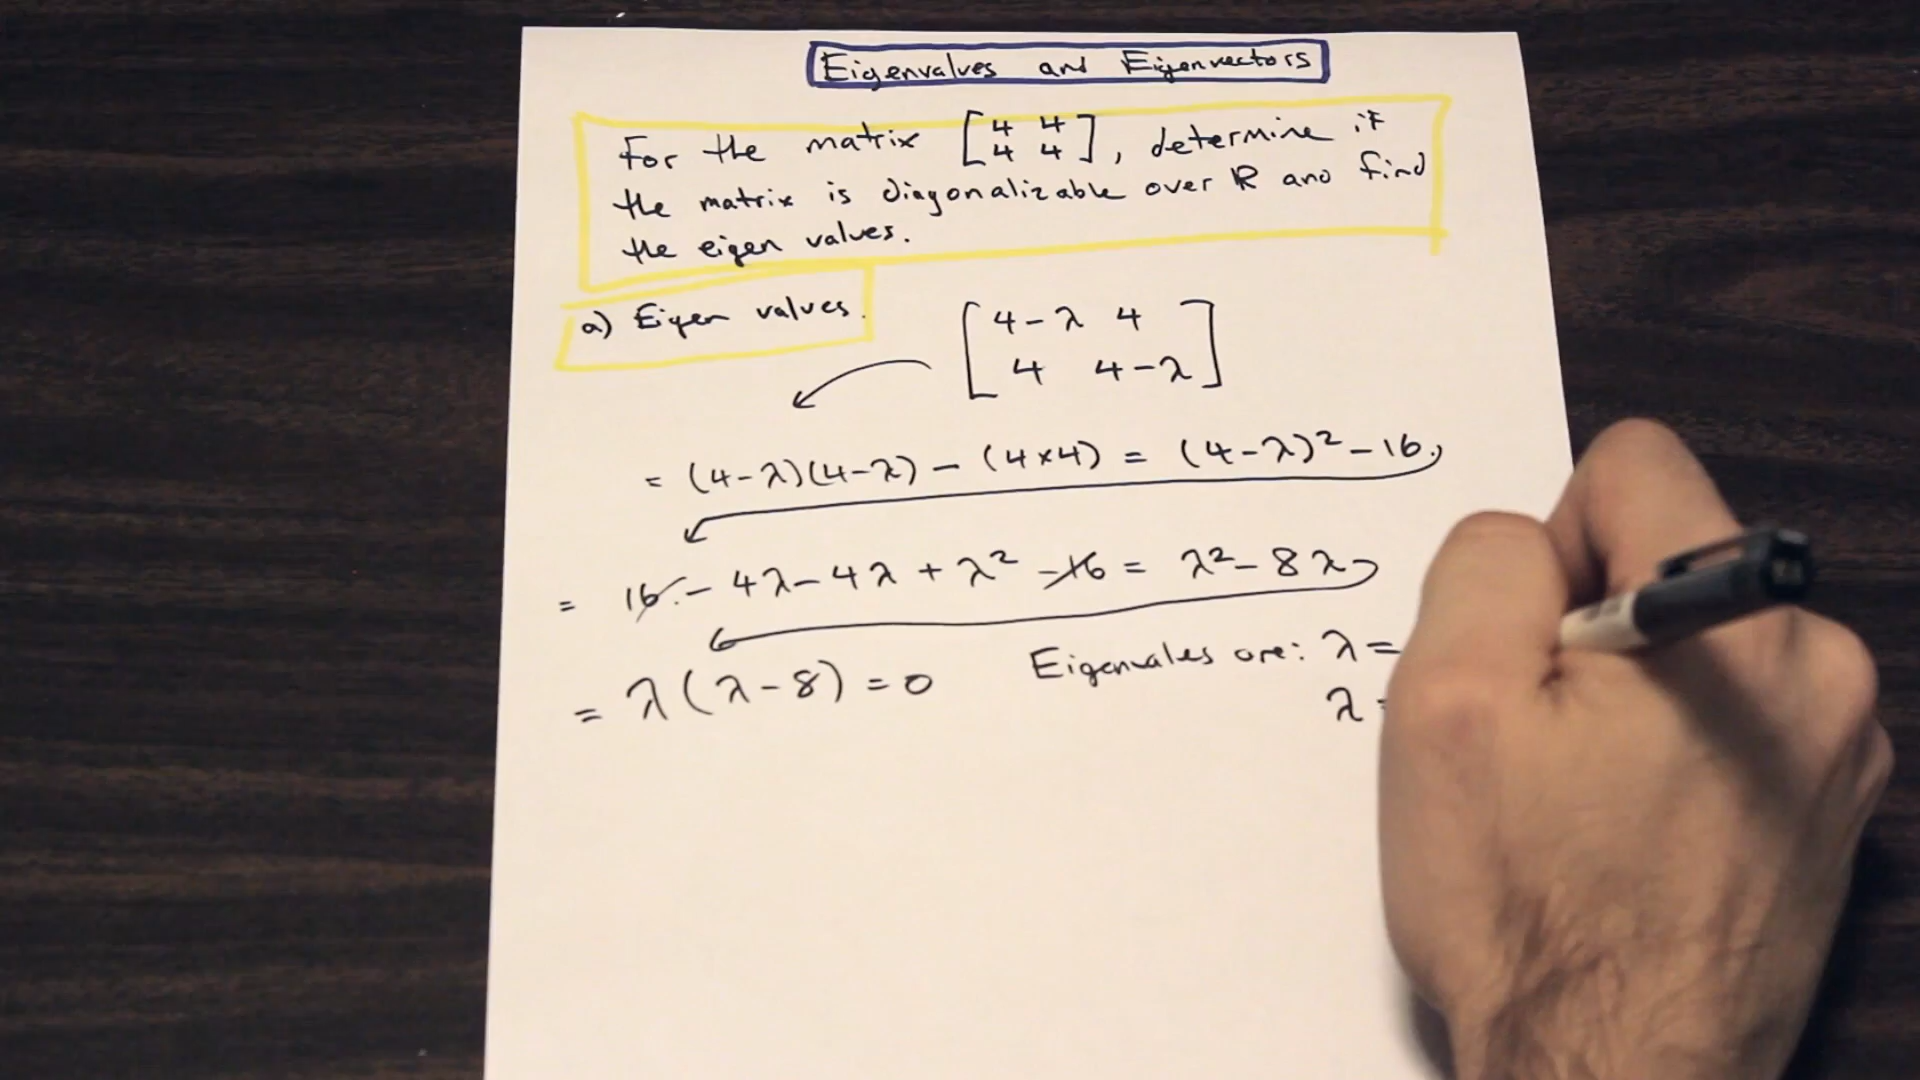 Eigenvalves and Eigenvectors
For the matrix [4 4], determine if
[4 4]
the matrix is diagonalizable over ℝ and find
the eigen values.
a) Eigen values.
[4-λ 4]
[4 4-λ]
= (4-λ)(4-λ) - (4×4) = (4-λ)² - 16
= 16 - 4λ - 4λ + λ² - 16 = λ² - 8λ
= λ(λ-8) = 0 Eigenvales are: λ=
λ=